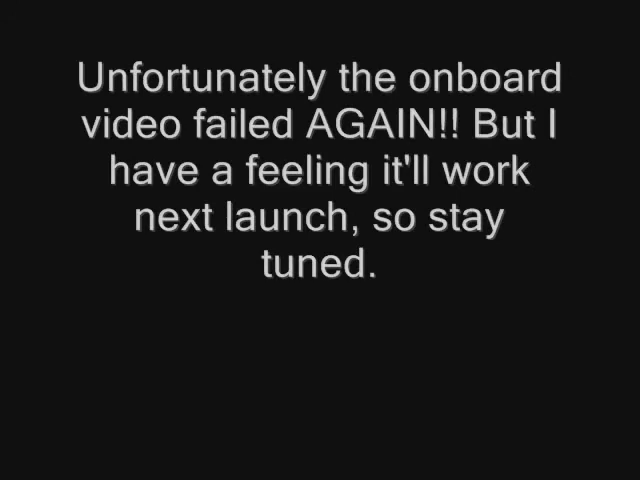 Unfortunately the onboard
video failed AGAIN!! But I
have a feeling it'll work
next launch, so stay
tuned.